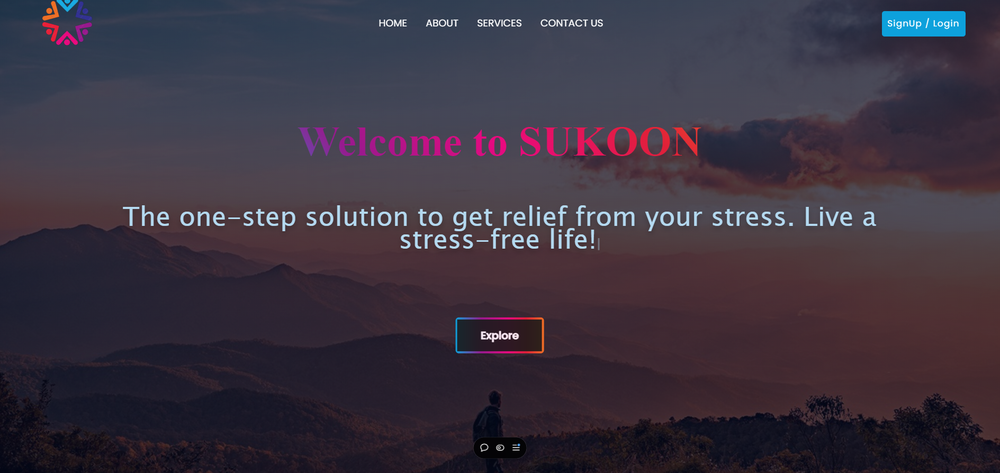 HOME ABOUT SERVICES CONTACT US SignUp / Login
Welcome to SUKOON
The one-step solution to get relief from your stress. Live a
stress-free life!
Explore